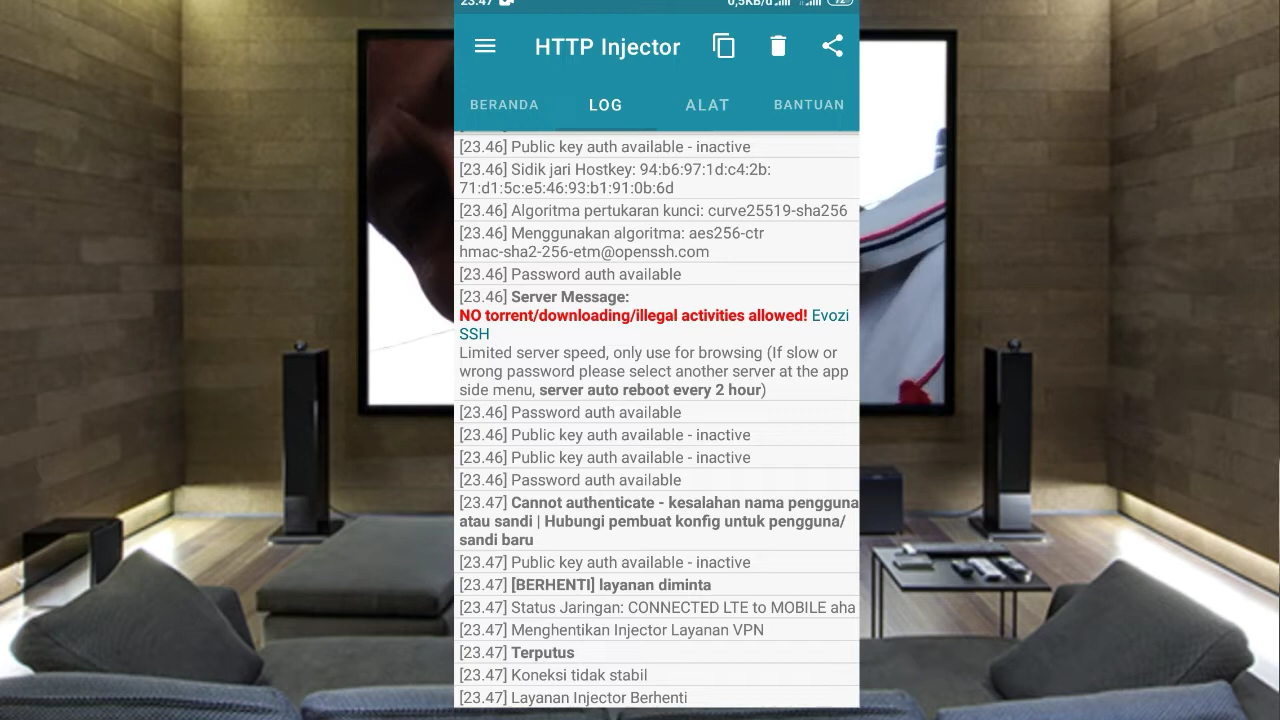 23.47
0,5KB/d
72
HTTP Injector
BERANDA LOG ALAT BANTUAN
[23.46] Public key auth available - inactive
[23.46] Sidik jari Hostkey: 94:b6:97:1d:c4:2b:
71:d1:5c:e5:46:93:b1:91:0b:6d
[23.46] Algoritma pertukaran kunci: curve25519-sha256
[23.46] Menggunakan algoritma: aes256-ctr
hmac-sha2-256-etm@openssh.com
[23.46] Password auth available
[23.46] Server Message:
NO torrent/downloading/illegal activities allowed! Evozi
SSH
Limited server speed, only use for browsing (If slow or
wrong password please select another server at the app
side menu, server auto reboot every 2 hour)
[23.46] Password auth available
[23.46] Public key auth available - inactive
[23.46] Public key auth available - inactive
[23.46] Password auth available
[23.47] Cannot authenticate - kesalahan nama pengguna
atau sandi | Hubungi pembuat konfig untuk pengguna/
sandi baru
[23.47] Public key auth available - inactive
[23.47] [BERHENTI] layanan diminta
[23.47] Status Jaringan: CONNECTED LTE to MOBILE aha
[23.47] Menghentikan Injector Layanan VPN
[23.47] Terputus
[23.47] Koneksi tidak stabil
[23.47] Layanan Injector Berhenti